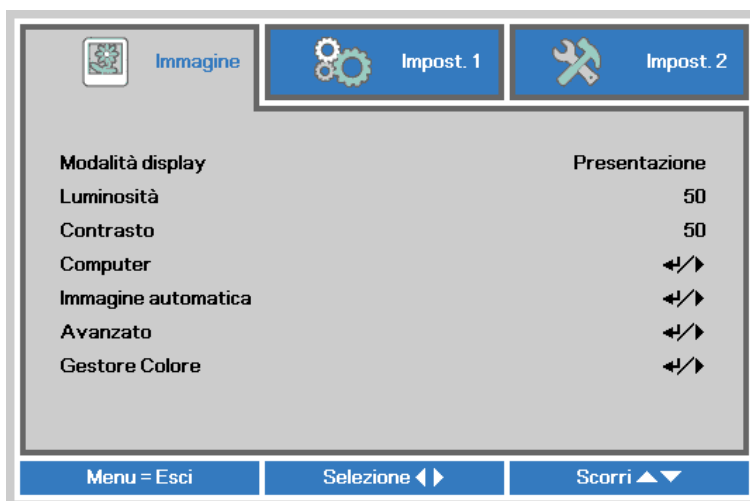 Immagine Impost. 1 Impost. 2
Modalità display Presentazione
Luminosità 50
Contrasto 50
Computer ↵/▶
Immagine automatica ↵/▶
Avanzato ↵/▶
Gestore Colore ↵/▶
Menu = Esci Selezione ◀▶ Scorri ▲▼